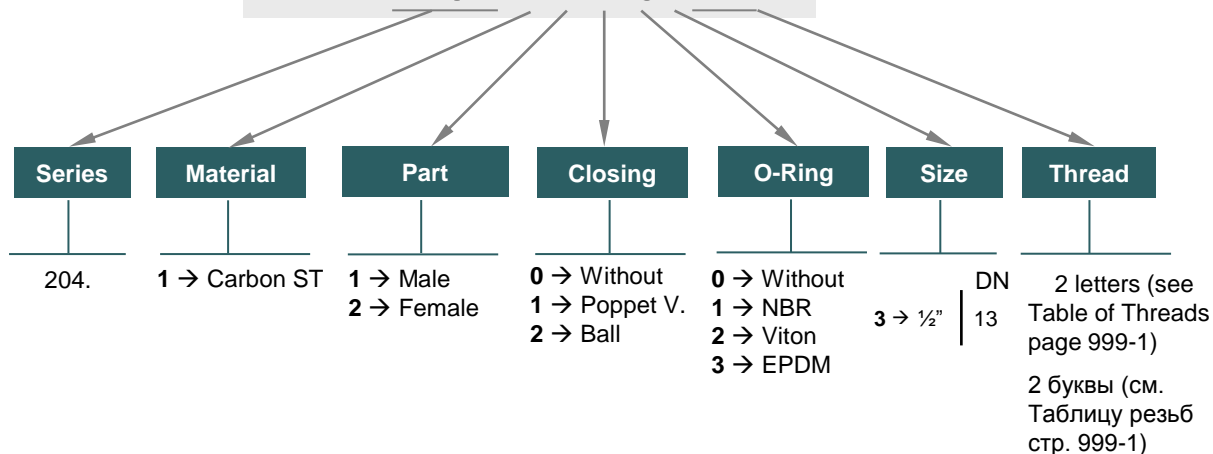 Series
Material
Part
Closing
O-Ring
Size
Thread
204.
1 → Carbon ST
1 → Male
2 → Female
0 → Without
1 → Poppet V.
2 → Ball
0 → Without
1 → NBR
2 → Viton
3 → EPDM
DN
3 → ½” 13
2 letters (see
Table of Threads
page 999-1)
2 буквы (см.
Таблицу резьб
стр. 999-1)